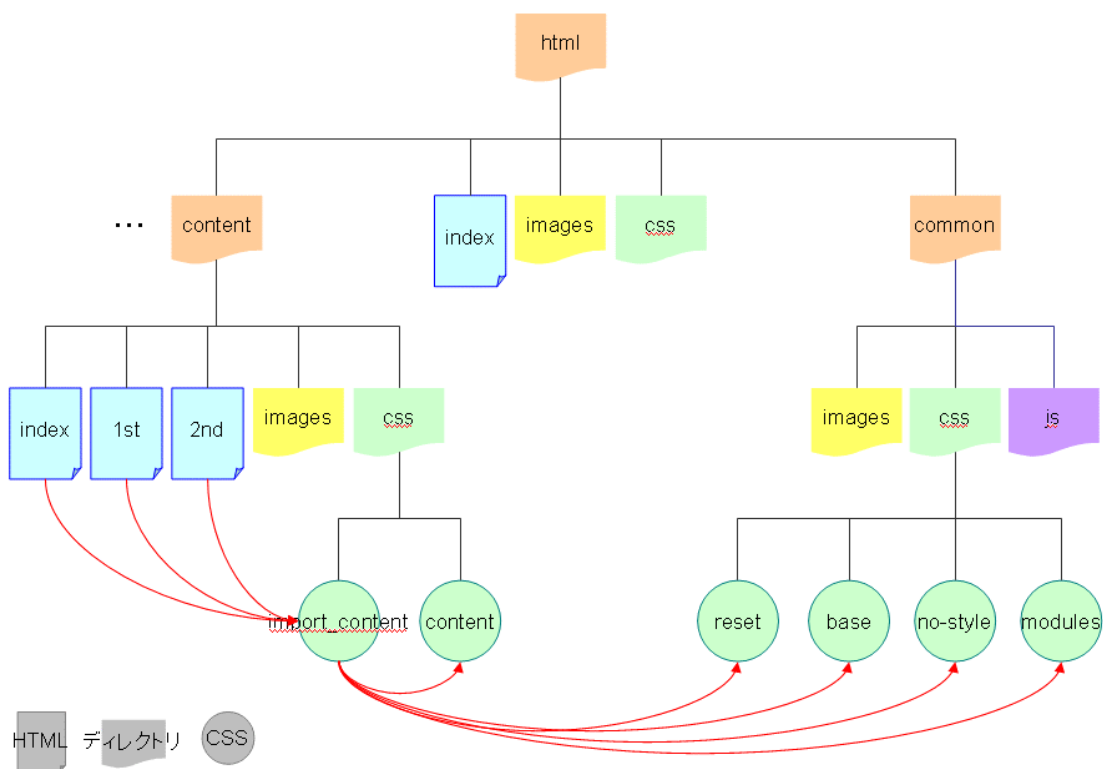 html
…
content
index
images
css
common
index
1st
2nd
images
css
images
css
js
import_content
content
reset
base
no-style
modules
HTML
ディレクトリ
CSS